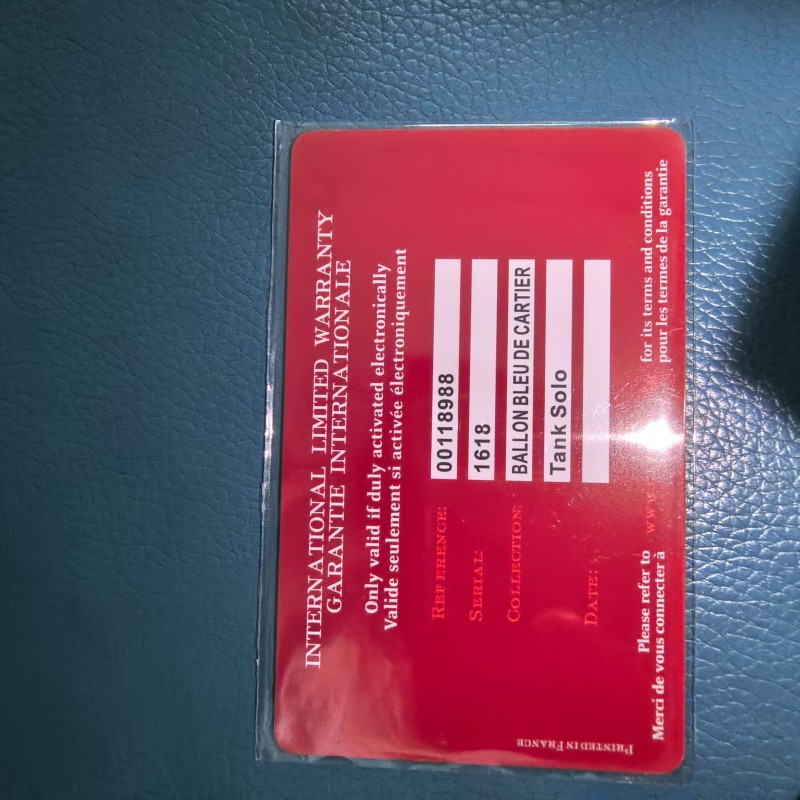 INTERNATIONAL LIMITED WARRANTY
GARANTIE INTERNATIONALE
Only valid if duly activated electronically
Valide seulement si activée électroniquement
REFERENCE: 00118988
SERIAL: 1618
COLLECTION: BALLON BLEU DE CARTIER
Tank Solo
DATE:
Please refer to www. for its terms and conditions
Merci de vous connecter à pour les termes de la garantie
PRINTED IN FRANCE